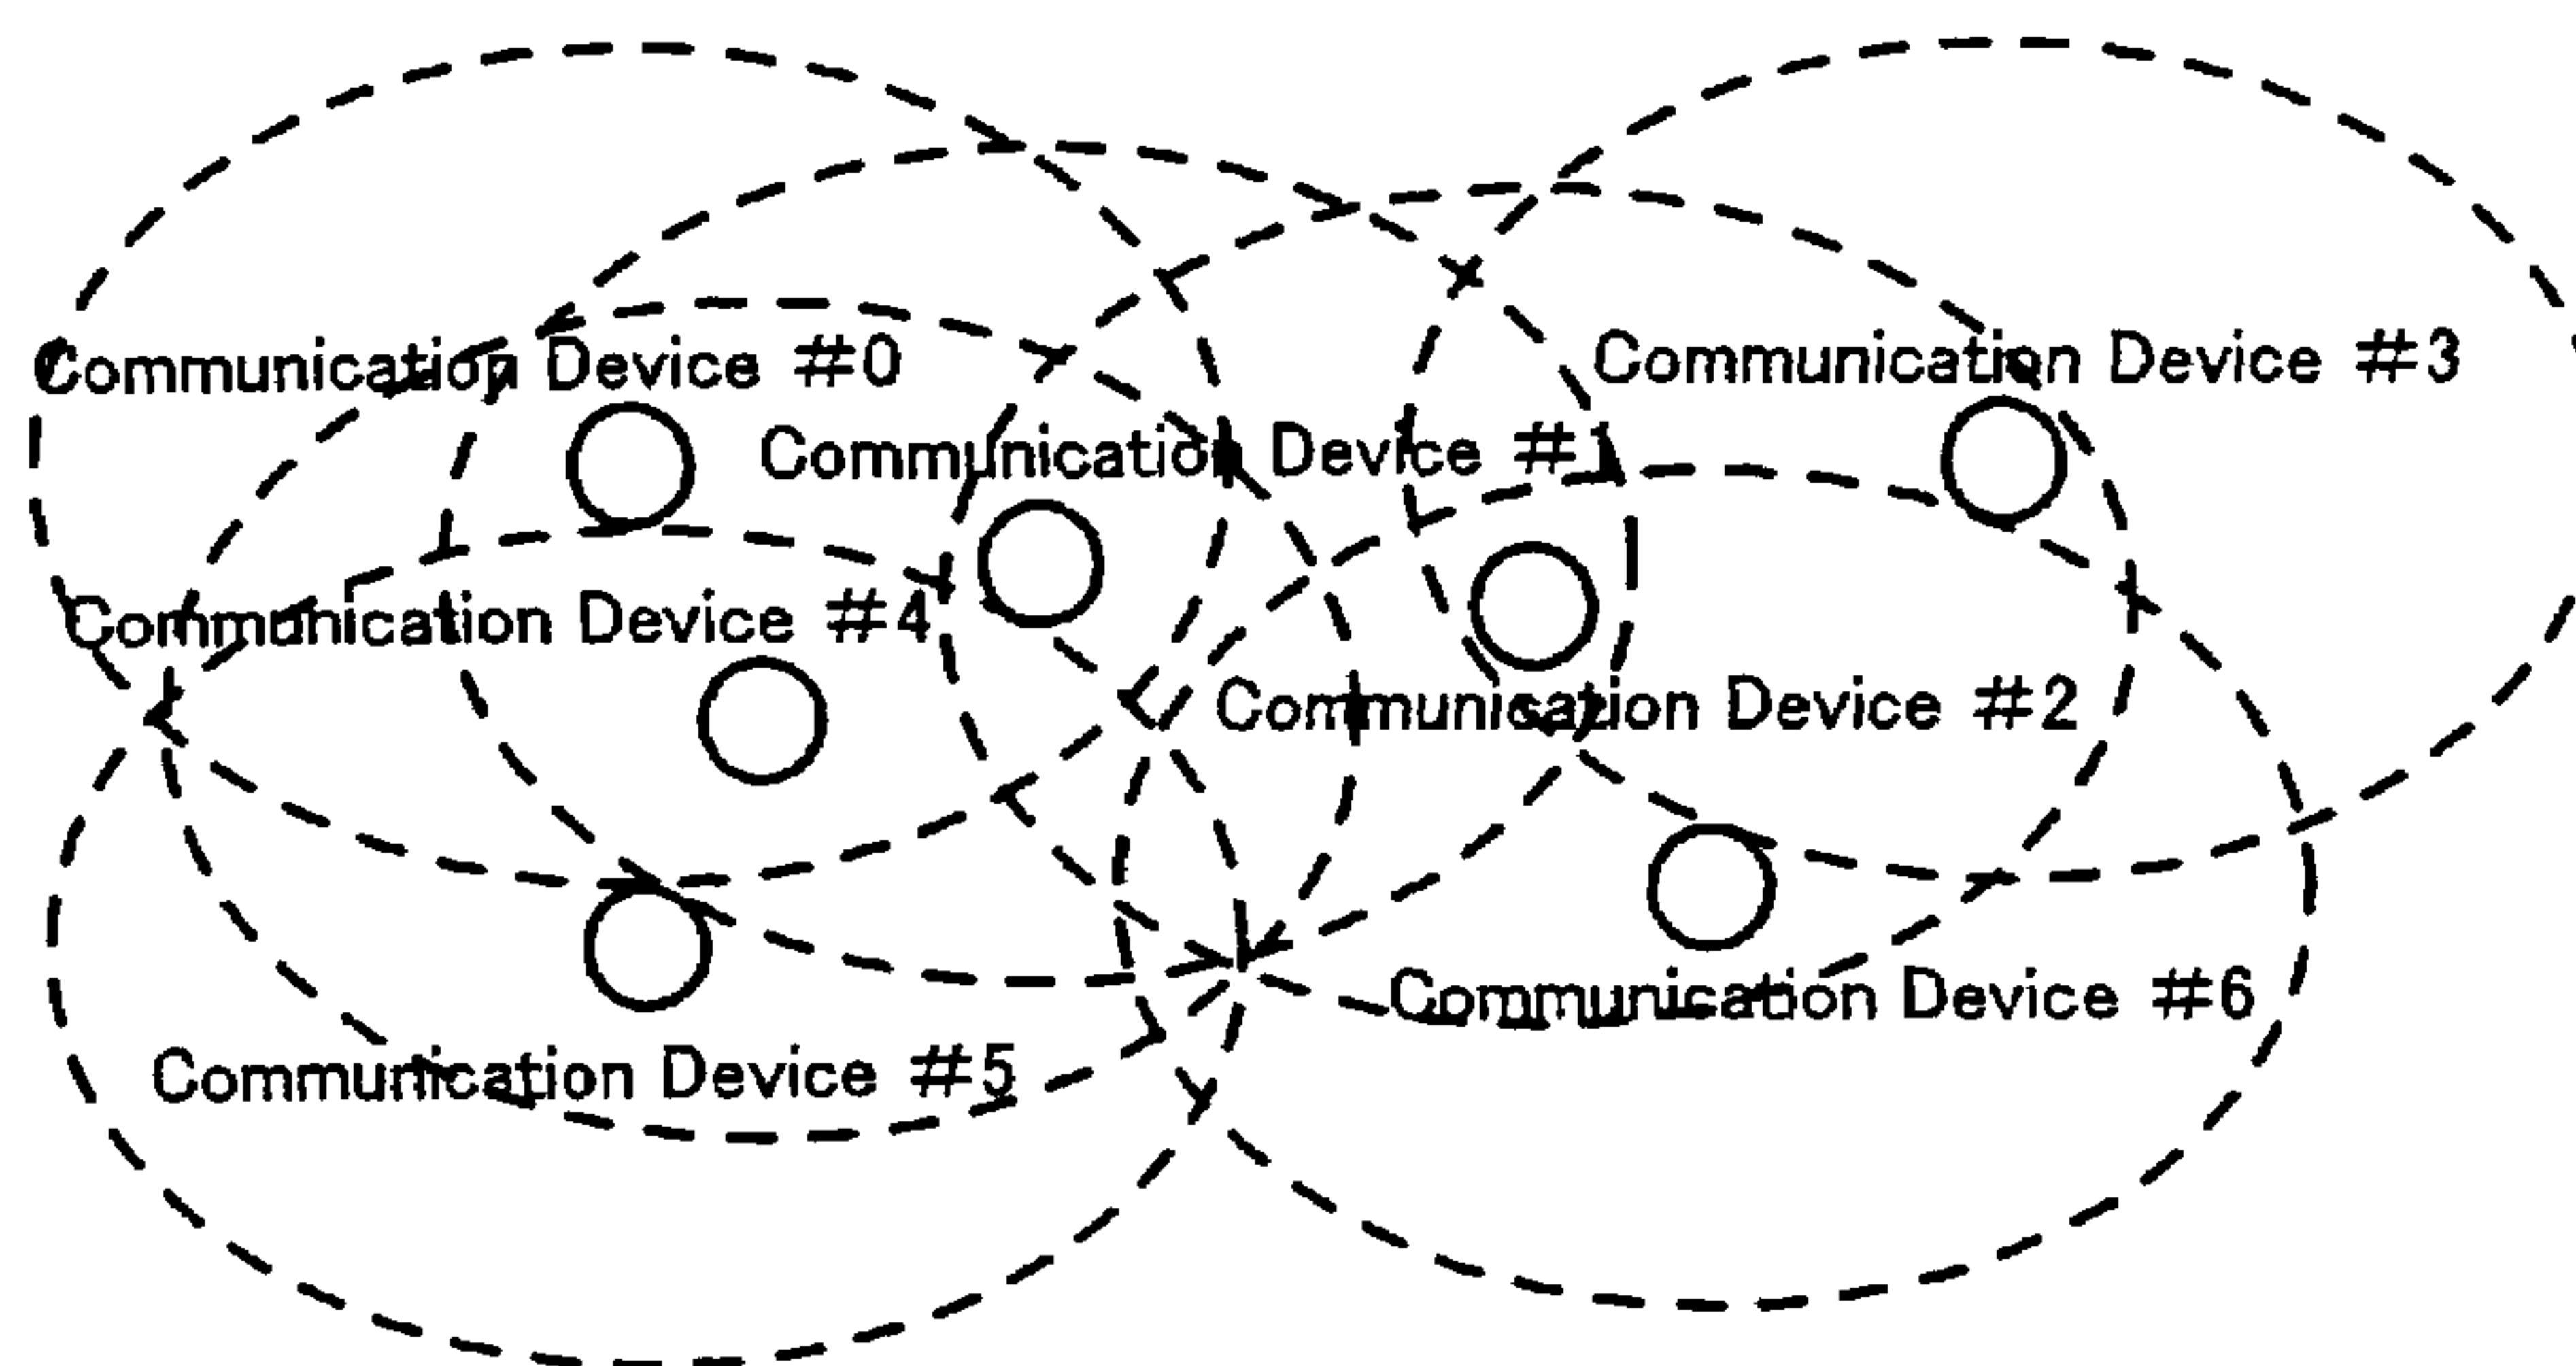 Communication Device #0
Communication Device #3
Communication Device #1
Communication Device #4
Communication Device #2
Communication Device #6
Communication Device #5